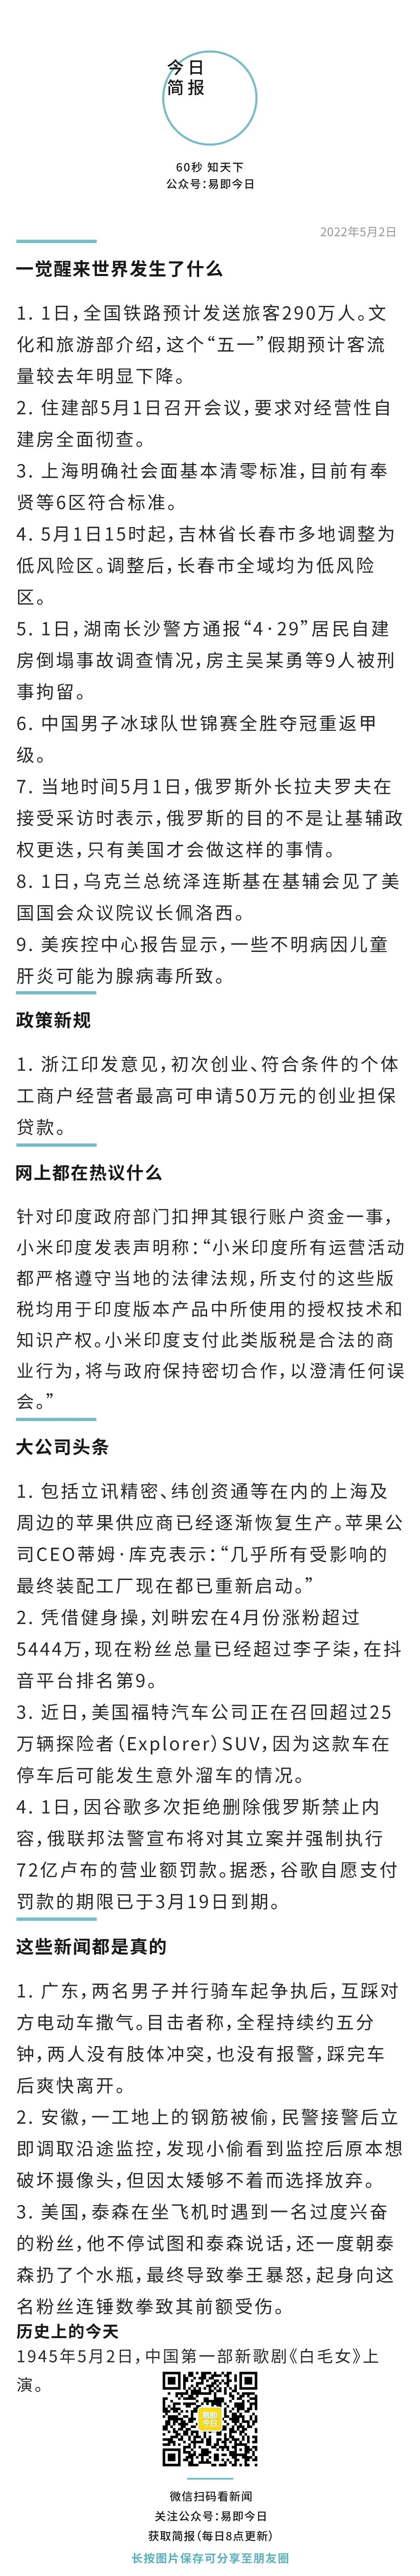 今日
简报
60秒 知天下
公众号:易即今日
2022年5月2日
一觉醒来世界发生了什么
1. 1日,全国铁路预计发送旅客290万人。文
化和旅游部介绍,这个“五一”假期预计客流
量较去年明显下降。
2. 住建部5月1日召开会议,要求对经营性自
建房全面彻查。
3. 上海明确社会面基本清零标准,目前有奉
贤等6区符合标准。
4. 5月1日15时起,吉林省长春市多地调整为
低风险区。调整后,长春市全域均为低风险
区。
5. 1日,湖南长沙警方通报“4·29”居民自建
房倒塌事故调查情况,房主吴某勇等9人被刑
事拘留。
6. 中国男子冰球队世锦赛全胜夺冠重返甲
级。
7. 当地时间5月1日,俄罗斯外长拉夫罗夫在
接受采访时表示,俄罗斯的目的不是让基辅政
权更迭,只有美国才会做这样的事情。
8. 1日,乌克兰总统泽连斯基在基辅会见了美
国国会众议院议长佩洛西。
9. 美疾控中心报告显示,一些不明病因儿童
肝炎可能为腺病毒所致。
政策新规
1. 浙江印发意见,初次创业、符合条件的个体
工商户经营者最高可申请50万元的创业担保
贷款。
网上都在热议什么
针对印度政府部门扣押其银行账户资金一事,
小米印度发表声明称:“小米印度所有运营活动
都严格遵守当地的法律法规,所支付的这些版
税均用于印度版本产品中所使用的授权技术和
知识产权。小米印度支付此类版税是合法的商
业行为,将与政府保持密切合作,以澄清任何误
会。”
大公司头条
1. 包括立讯精密、纬创资通等在内的上海及
周边的苹果供应商已经逐渐恢复生产。苹果公
司CEO蒂姆·库克表示:“几乎所有受影响的
最终装配工厂现在都已重新启动。”
2. 凭借健身操,刘畊宏在4月份涨粉超过
5444万,现在粉丝总量已经超过李子柒,在抖
音平台排名第9。
3. 近日,美国福特汽车公司正在召回超过25
万辆探险者(Explorer)SUV,因为这款车在
停车后可能发生意外溜车的情况。
4. 1日,因谷歌多次拒绝删除俄罗斯禁止内
容,俄联邦法警宣布将对其立案并强制执行
72亿卢布的营业额罚款。据悉,谷歌自愿支付
罚款的期限已于3月19日到期。
这些新闻都是真的
1. 广东,两名男子并行骑车起争执后,互踩对
方电动车撒气。目击者称,全程持续约五分
钟,两人没有肢体冲突,也没有报警,踩完车
后爽快离开。
2. 安徽,一工地上的钢筋被偷,民警接警后立
即调取沿途监控,发现小偷看到监控后原本想
破坏摄像头,但因太矮够不着而选择放弃。
3. 美国,泰森在坐飞机时遇到一名过度兴奋
的粉丝,他不停试图和泰森说话,还一度朝泰
森扔了个水瓶,最终导致拳王暴怒,起身向这
名粉丝连锤数拳致其前额受伤。
历史上的今天
1945年5月2日,中国第一部新歌剧《白毛女》上
演。
易即
今日
微信扫码看新闻
关注公众号:易即今日
获取简报(每日8点更新)
长按图片保存可分享至朋友圈